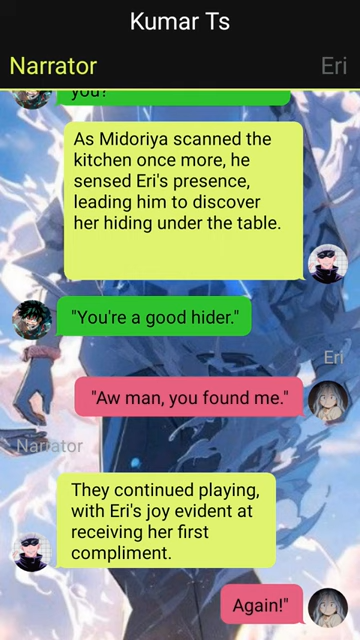 Kumar Ts
Narrator Eri
you?
As Midoriya scanned the
kitchen once more, he
sensed Eri's presence,
leading him to discover
her hiding under the table.
"You're a good hider."
Eri
"Aw man, you found me."
Narrator
They continued playing,
with Eri's joy evident at
receiving her first
compliment.
Again!"